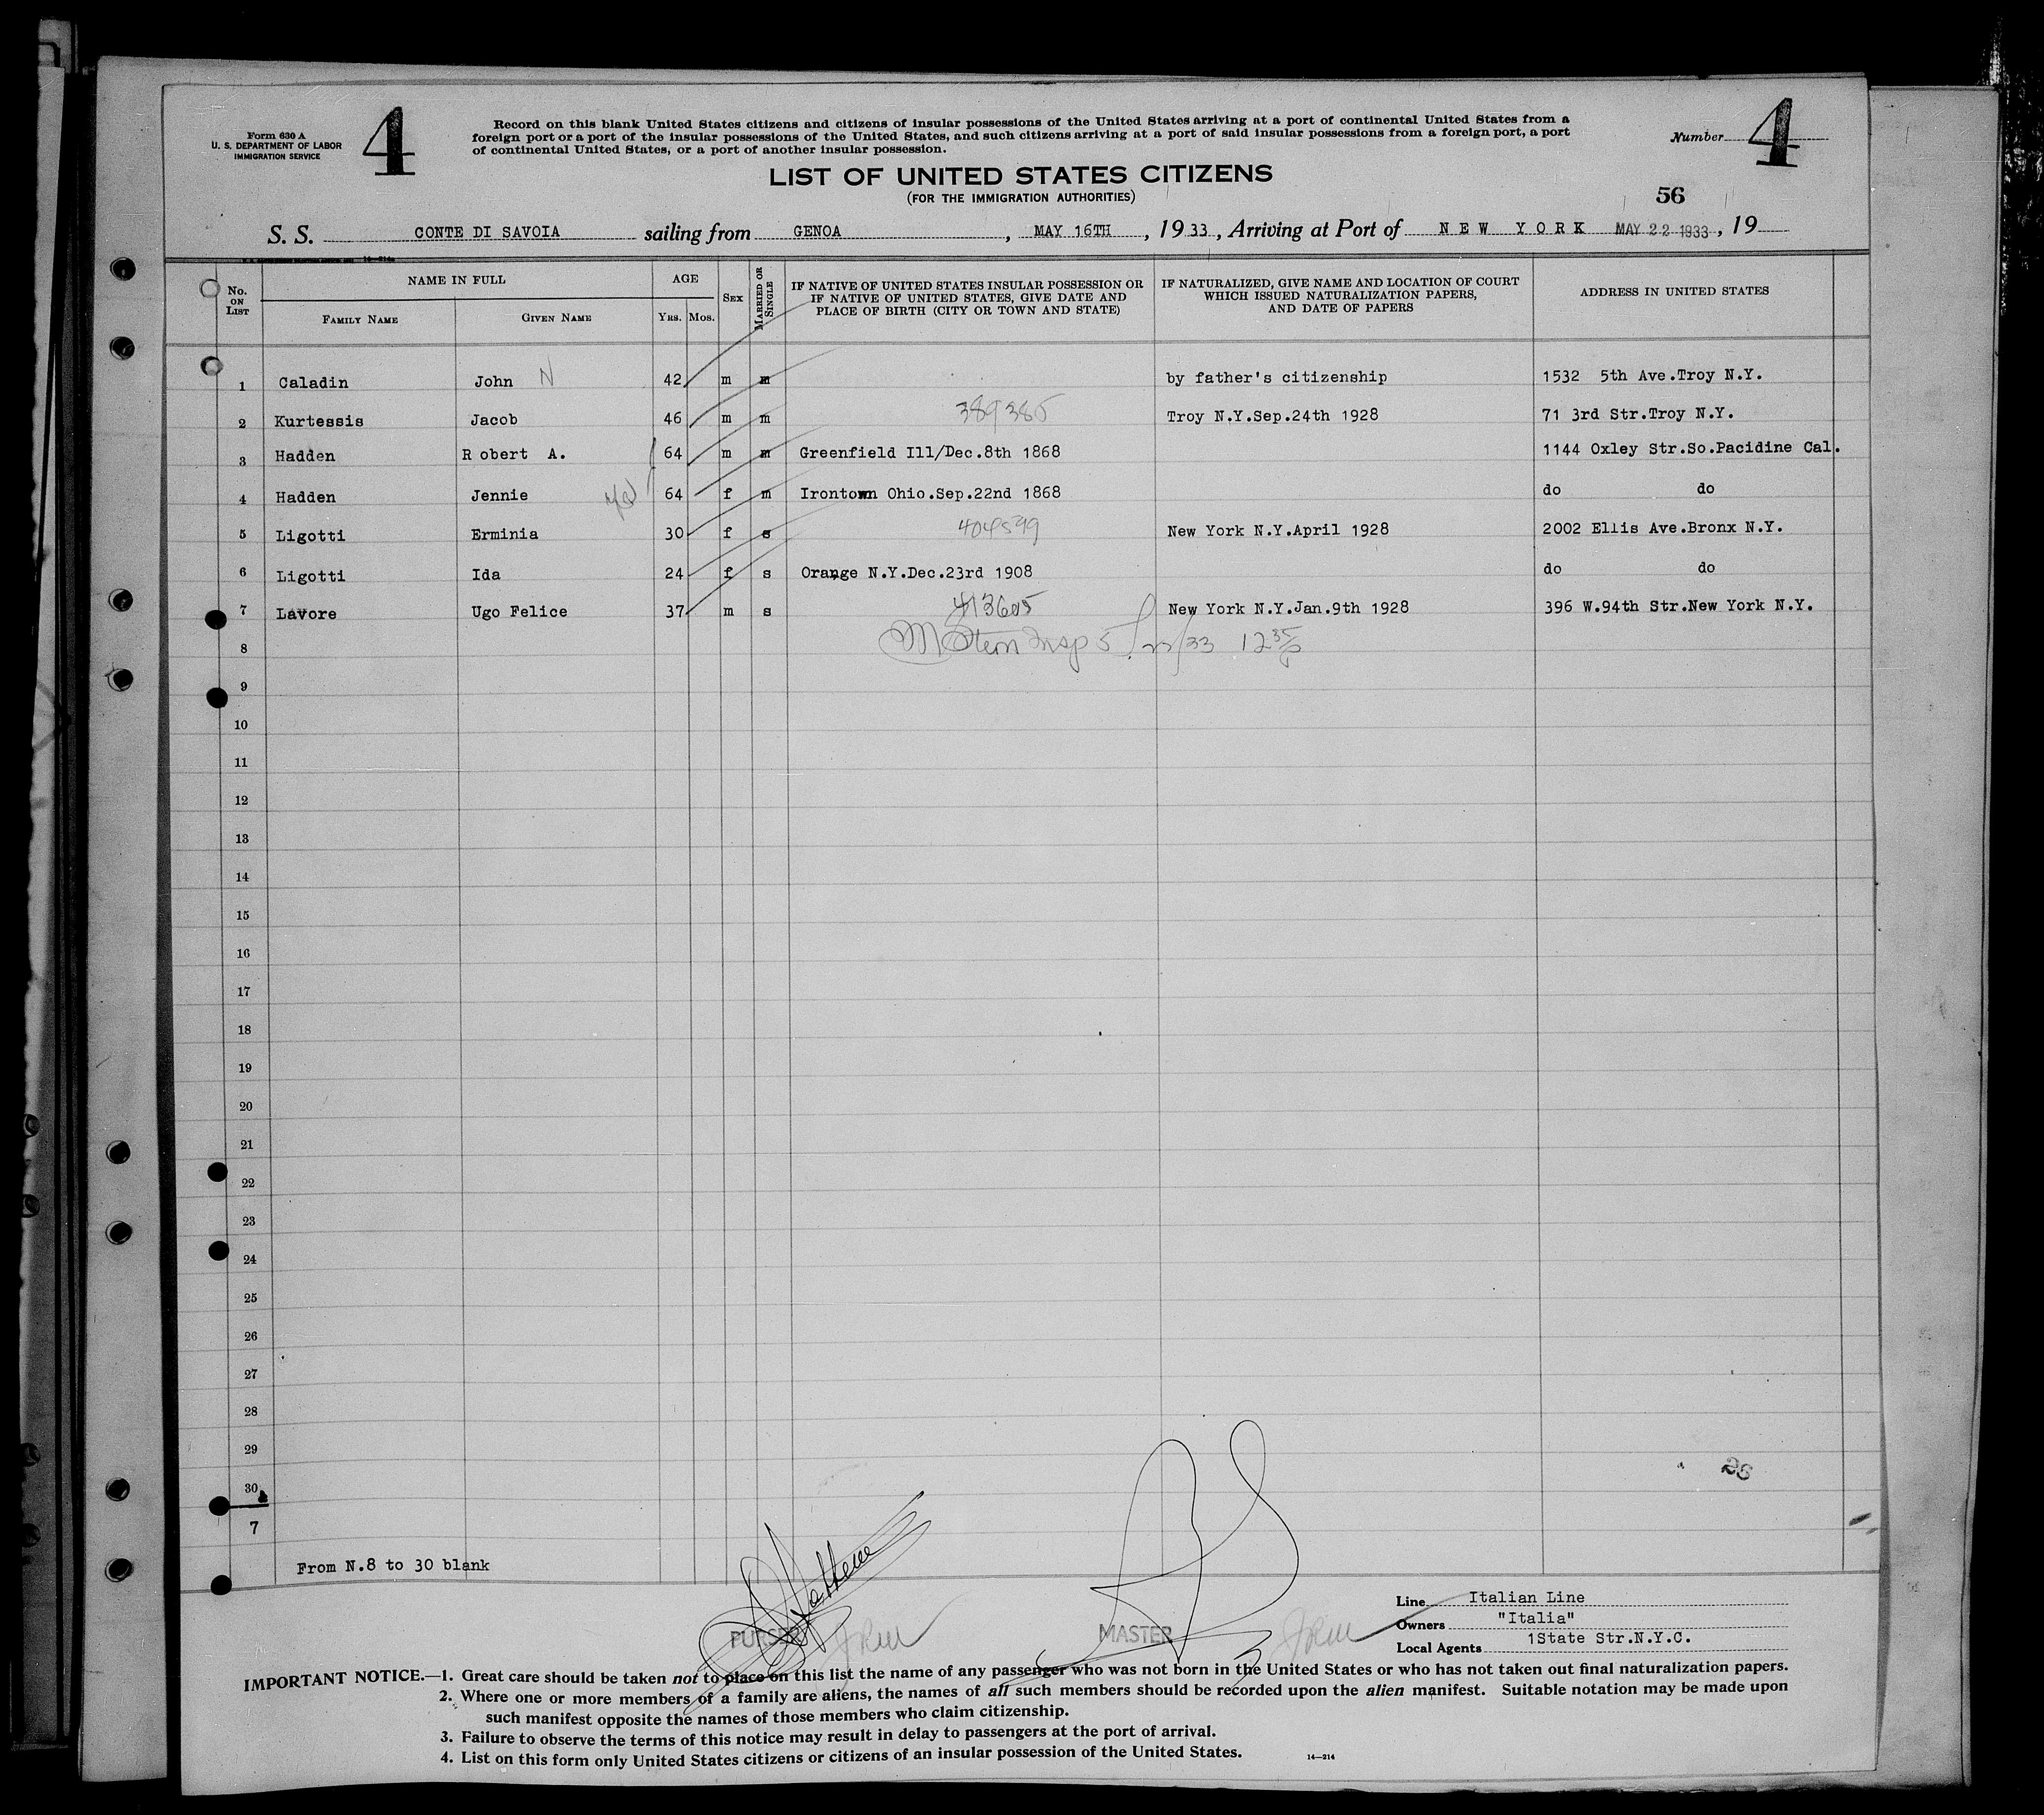 Form 630 A
U. S. DEPARTMENT OF LABOR
IMMIGRATION SERVICE
4
Record on this blank United States citizens and citizens of insular possessions of the United States arriving at a port of continental United States from a
foreign port or a port of the insular possessions of the United States, and such citizens arriving at a port of said insular possessions from a foreign port, a port
of continental United States, or a port of another insular possession.
Number 4
LIST OF UNITED STATES CITIZENS
(FOR THE IMMIGRATION AUTHORITIES)
56
S. S. CONTE DI SAVOIA sailing from GENOA, MAY 16TH, 1933, Arriving at Port of NEW YORK MAY 22 1933, 19
No. ON LIST
NAME IN FULL
FAMILY NAME
GIVEN NAME
AGE
YRS. MOS.
SEX
MARRIED OR SINGLE
IF NATIVE OF UNITED STATES INSULAR POSSESSION OR
IF NATIVE OF UNITED STATES, GIVE DATE AND
PLACE OF BIRTH (CITY OR TOWN AND STATE)
IF NATURALIZED, GIVE NAME AND LOCATION OF COURT
WHICH ISSUED NATURALIZATION PAPERS,
AND DATE OF PAPERS
ADDRESS IN UNITED STATES
1 Caladin John N 42 m m by father's citizenship 1532 5th Ave.Troy N.Y.
2 Kurtessis Jacob 46 m m 389385 Troy N.Y.Sep.24th 1928 71 3rd Str.Troy N.Y.
3 Hadden Robert A. 64 m m Greenfield Ill/Dec.8th 1868 1144 Oxley Str.So.Pacidine Cal.
4 Hadden Jennie 64 f m Irontown Ohio.Sep.22nd 1868 do do
5 Ligotti Erminia 30 f s 404599 New York N.Y.April 1928 2002 Ellis Ave.Bronx N.Y.
6 Ligotti Ida 24 f s Orange N.Y.Dec.23rd 1908 do do
7 Lavore Ugo Felice 37 m s 413605 New York N.Y.Jan.9th 1928 396 W.94th Str.New York N.Y.
8 M Stern Insp 5/22/33 12 35 p
9
10
11
12
13
14
15
16
17
18
19
20
21
22
23
24
25
26
27
28
29
30
7
26
From N.8 to 30 blank
PURSER
MASTER
Line Italian Line
Owners "Italia"
Local Agents 1State Str.N.Y.C.
IMPORTANT NOTICE.—1. Great care should be taken not to place on this list the name of any passenger who was not born in the United States or who has not taken out final naturalization papers.
2. Where one or more members of a family are aliens, the names of all such members should be recorded upon the alien manifest. Suitable notation may be made upon
such manifest opposite the names of those members who claim citizenship.
3. Failure to observe the terms of this notice may result in delay to passengers at the port of arrival.
4. List on this form only United States citizens or citizens of an insular possession of the United States.
14—214